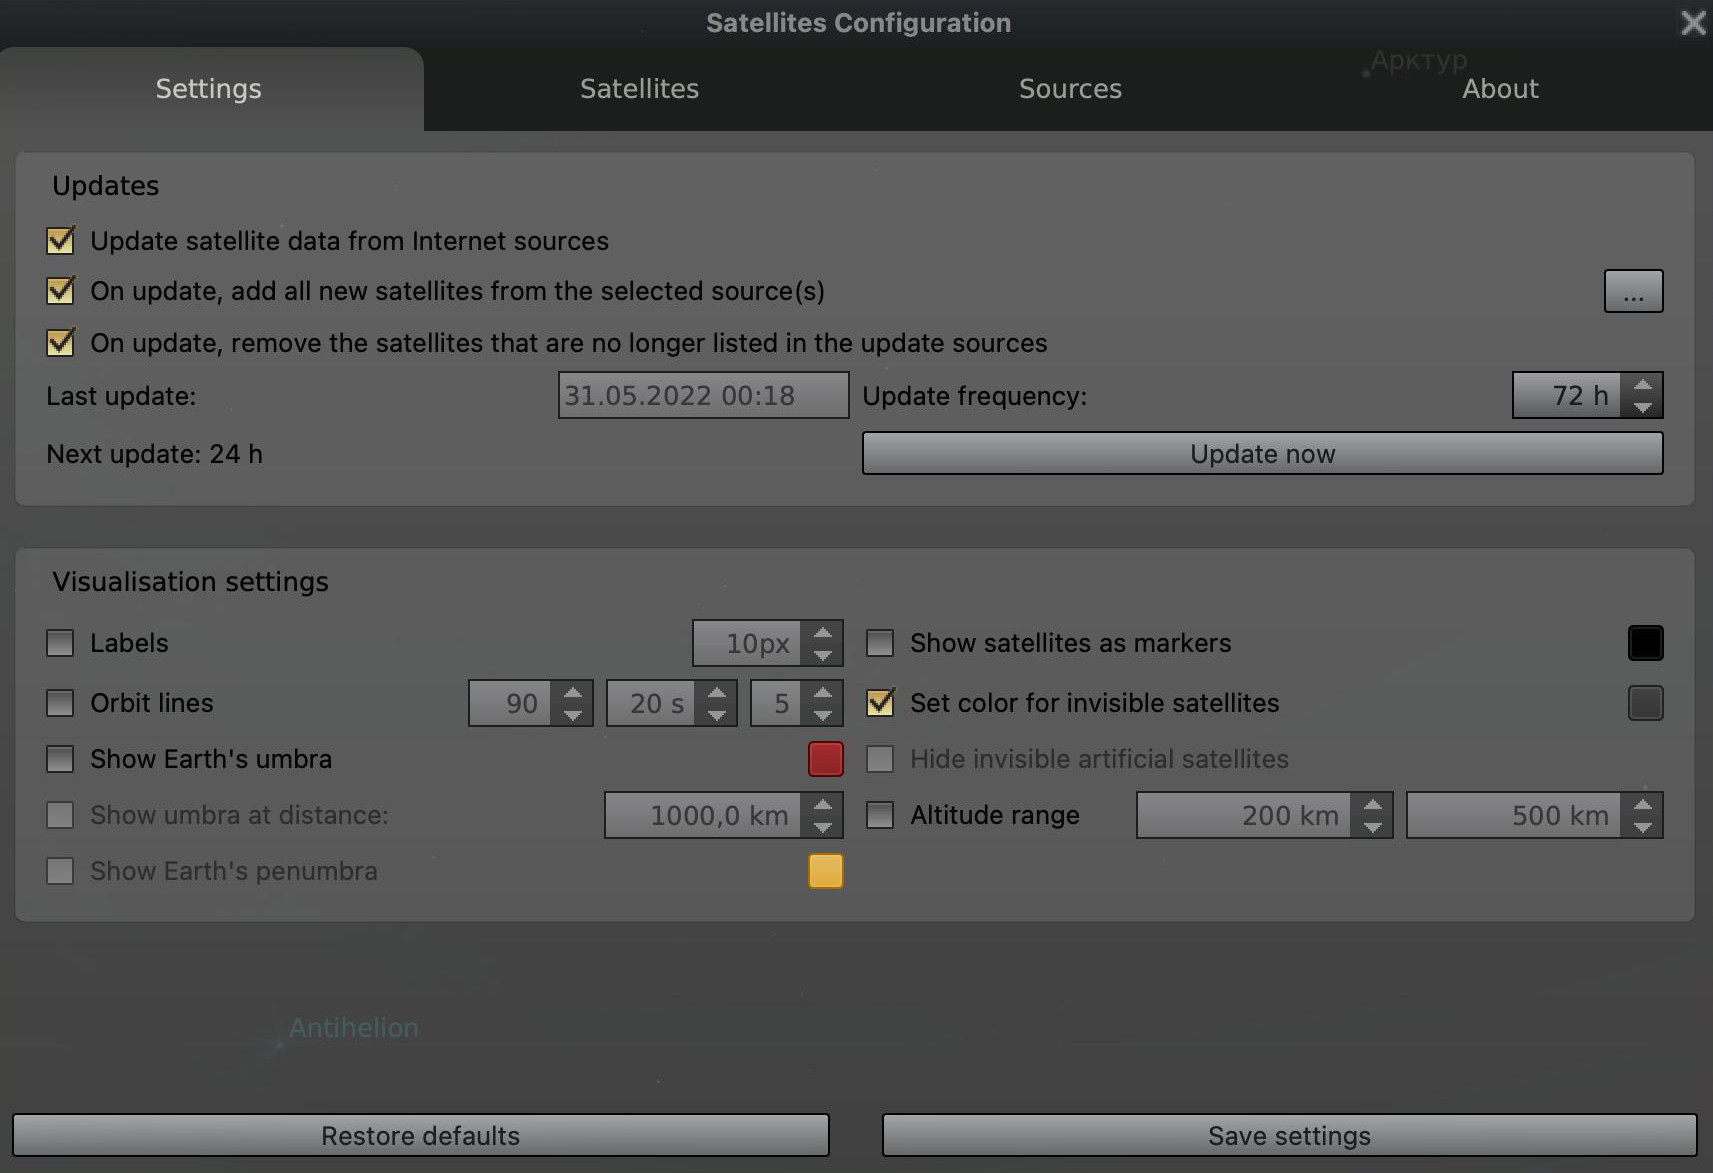 Satellites Configuration
Арктур
Settings
Satellites
Sources
About
Updates
Update satellite data from Internet sources
On update, add all new satellites from the selected source(s)
...
On update, remove the satellites that are no longer listed in the update sources
Last update:
31.05.2022 00:18
Update frequency:
72 h
Next update: 24 h
Update now
Visualisation settings
Labels
10px
Show satellites as markers
Orbit lines
90
20 s
5
Set color for invisible satellites
Show Earth's umbra
Hide invisible artificial satellites
Show umbra at distance:
1000,0 km
Altitude range
200 km
500 km
Show Earth's penumbra
Antihelion
Restore defaults
Save settings